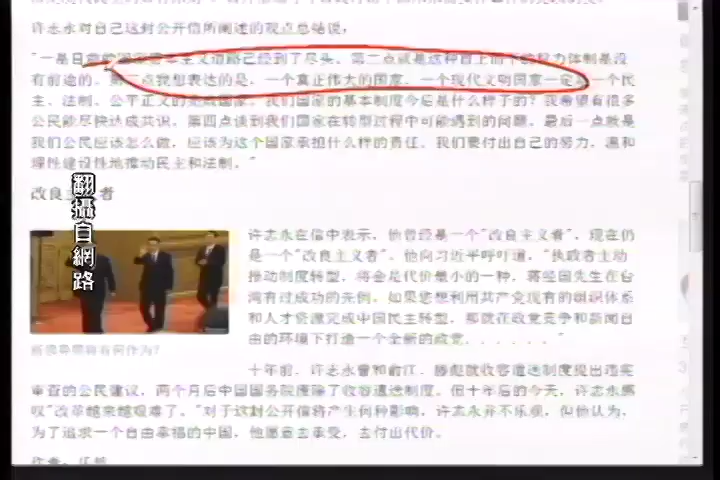 许志永对自己这封公开信所阐述的观点总结说，
道路已经到了尽头、第二点就是这种自上而下的权力体制是没
有前途的、第三点我想表达的是，一个真正伟大的国家、一个现代文明国家一定是一个民
主、法制、公平正义的
国家、我们国家的基本制度今后是什么样子的？我希望有很多
公民能尽快达成共识、第四点谈到我们国家在转型过程中可能遇到的问题、最后一点就是
我们公民应该怎么做，应该为这个国家承担什么样的责任、我们要付出自己的努力，温和
理性建设性地推动民主和法制。"
改良主义者
翻攝自網路
许志永在信中表示，他曾经是一个"改良主义者"，现在仍
是一个"改良主义者"。他向习近平呼吁道，"执政者主动
推动制度转型，将会是代价最小的一种，蒋经国先生在台
湾有过成功的先例，如果您想利用共产党现有的组织体系
和人才资源完成中国民主转型，那就在政党竞争和新闻自
由的环境下打造一个全新的政党．．．．．．"
十年前，许志永曾和俞江、滕彪就收容遣送制度提出违宪
审查的公民建议，两个月后中国国务院废除了收容遣送制度。但十年后的今天，许志永感
叹"改革越来越艰难了。"对于这封公开信将产生何种影响，许志永并不乐观，但他认为，
为了追求一个自由幸福的中国，他愿意去承受，去付出代价。